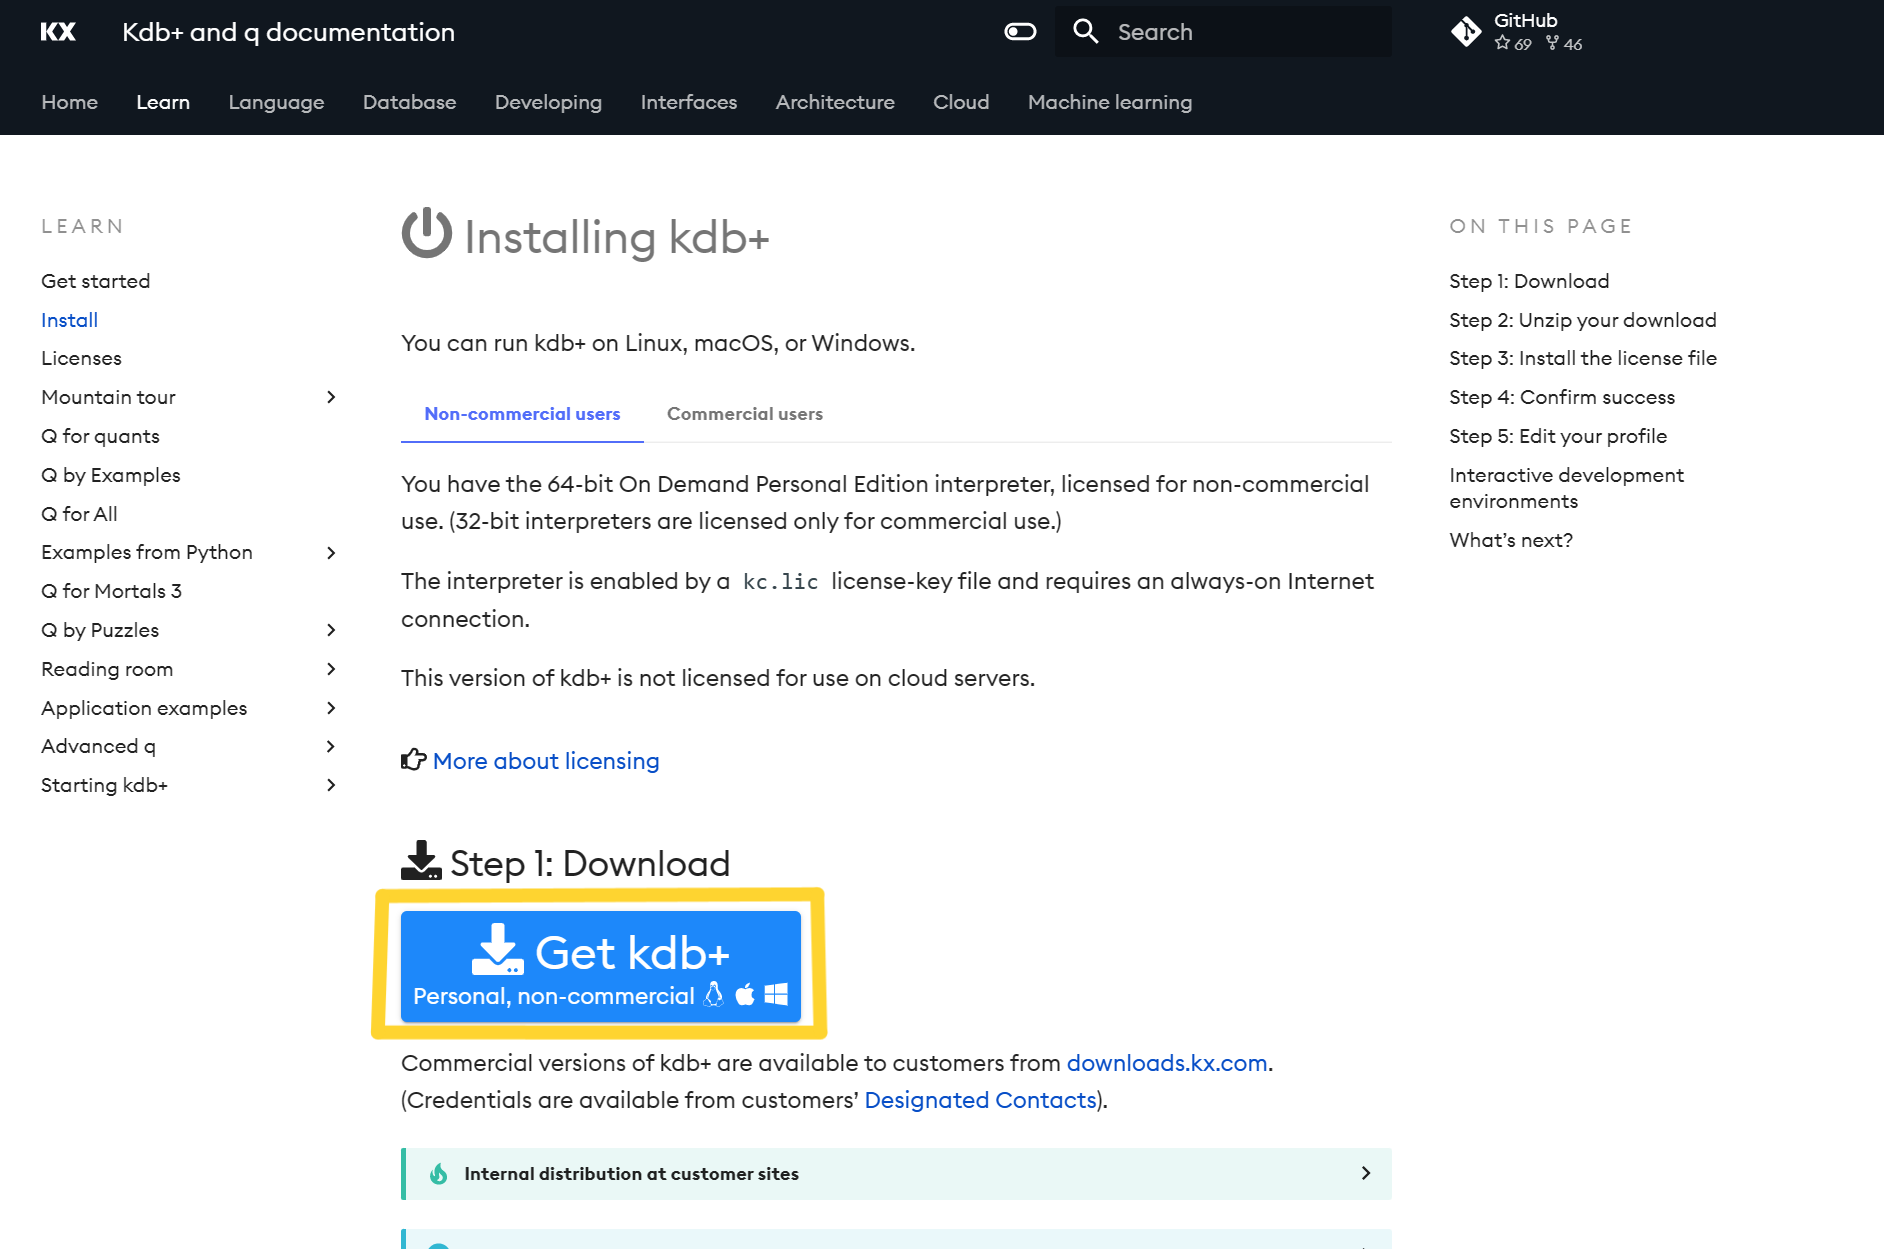 KX
Kdb+ and q documentation
Search
GitHub
69 46
Home Learn Language Database Developing Interfaces Architecture Cloud Machine learning
LEARN
Get started
Install
Licenses
Mountain tour
Q for quants
Q by Examples
Q for All
Examples from Python
Q for Mortals 3
Q by Puzzles
Reading room
Application examples
Advanced q
Starting kdb+
Installing kdb+
You can run kdb+ on Linux, macOS, or Windows.
Non-commercial users Commercial users
You have the 64-bit On Demand Personal Edition interpreter, licensed for non-commercial
use. (32-bit interpreters are licensed only for commercial use.)
The interpreter is enabled by a kc.lic license-key file and requires an always-on Internet
connection.
This version of kdb+ is not licensed for use on cloud servers.
More about licensing
Step 1: Download
Get kdb+
Personal, non-commercial
Commercial versions of kdb+ are available to customers from downloads.kx.com.
(Credentials are available from customers’ Designated Contacts).
Internal distribution at customer sites
ON THIS PAGE
Step 1: Download
Step 2: Unzip your download
Step 3: Install the license file
Step 4: Confirm success
Step 5: Edit your profile
Interactive development
environments
What’s next?